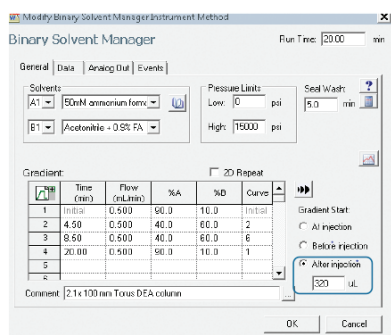 Modify Binary Solvent Manager Instrument Method
Binary Solvent Manager
Run Time: 20.00 min
General Data Analog Out Events
Solvents
A1 50mM ammonium
B1 Acetonitrile + 0.9% FA
Pressure Limits
Low: 0 psi
High: 15000 psi
Seal Wash:
5.0 min
Gradient:
2D Repeat
Time (min) Flow (mL/min) %A %B Curve
1 Initial 0.500 90.0 10.0 Initial
2 4.50 0.500 40.0 60.0 2
3 8.60 0.500 40.0 60.0 6
4 20.00 0.500 90.0 10.0 1
5
6
Gradient Start:
At injection
Before injection
After injection
320 uL
Comment: 2.1x 100 mm Torus DEA column
...
OK Cancel